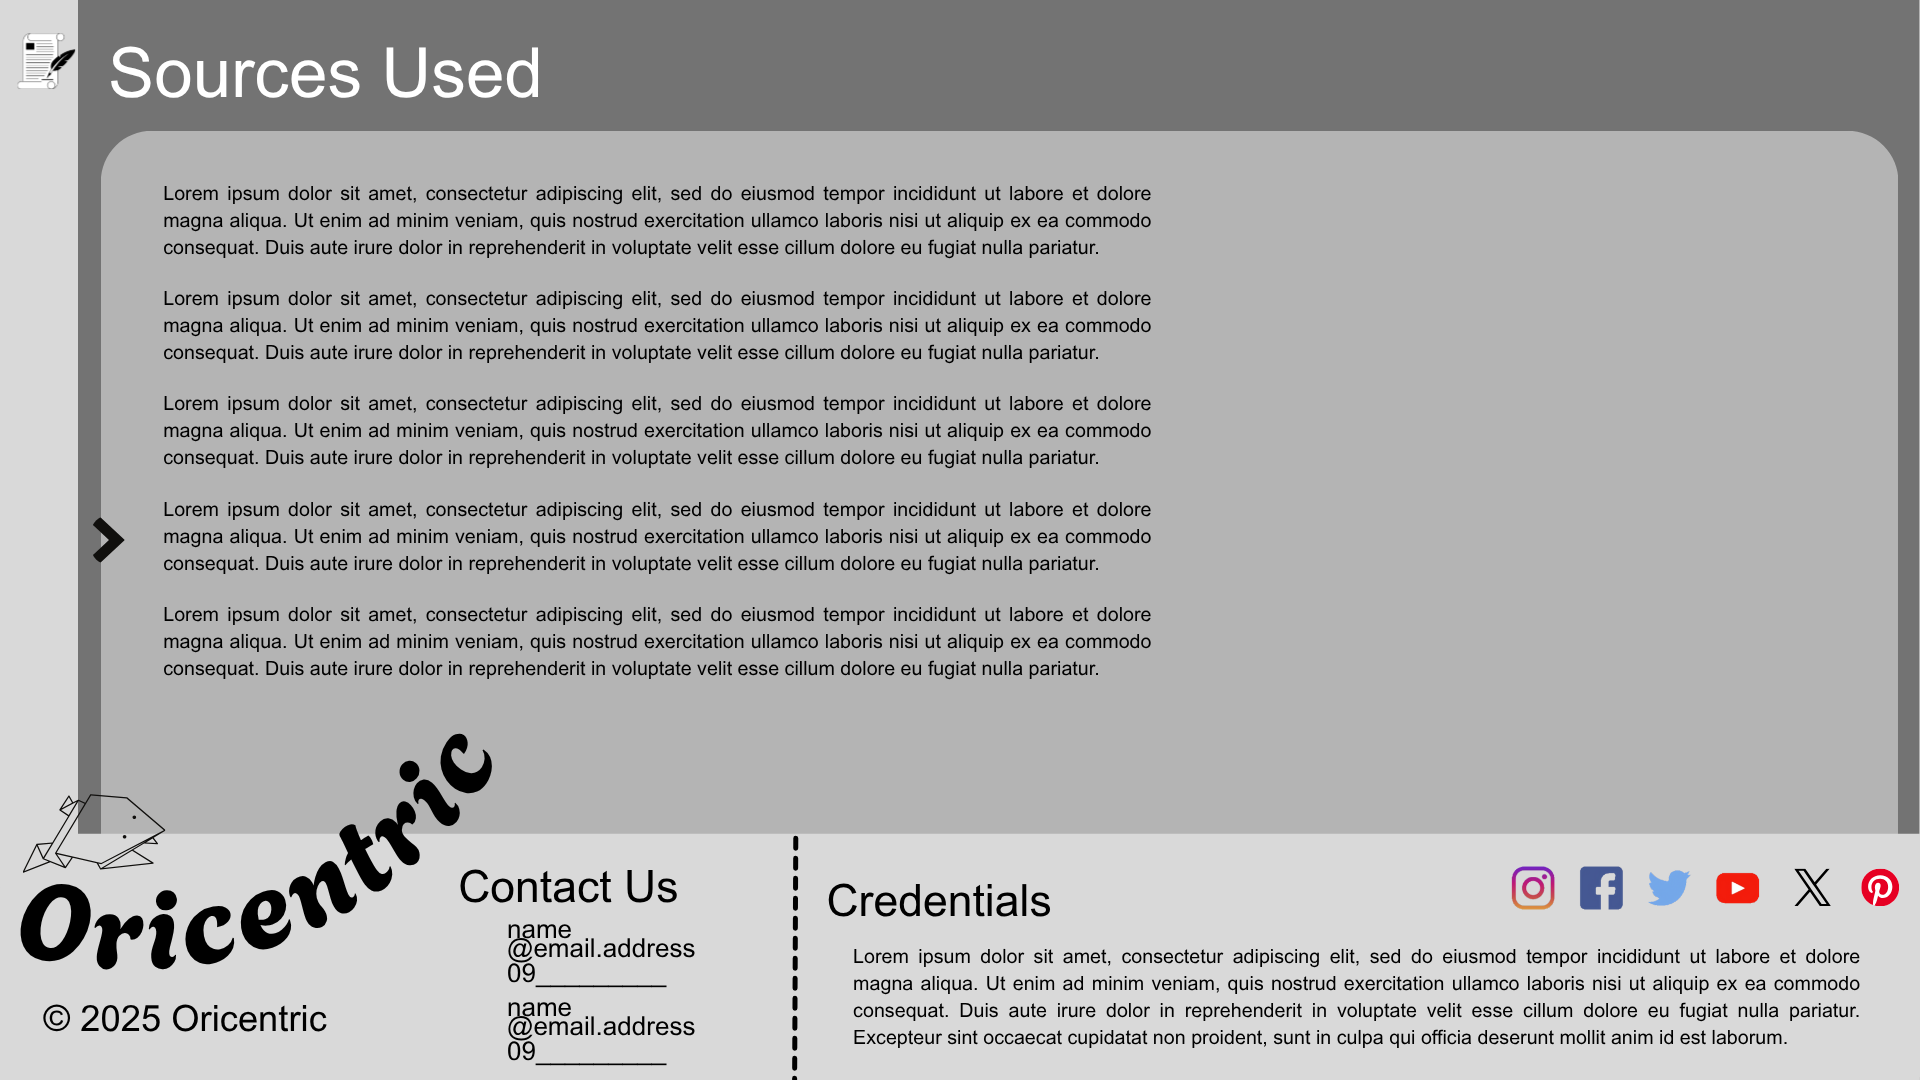 Sources Used
Lorem ipsum dolor sit amet, consectetur adipiscing elit, sed do eiusmod tempor incididunt ut labore et dolore
magna aliqua. Ut enim ad minim veniam, quis nostrud exercitation ullamco laboris nisi ut aliquip ex ea commodo
consequat. Duis aute irure dolor in reprehenderit in voluptate velit esse cillum dolore eu fugiat nulla pariatur.
Lorem ipsum dolor sit amet, consectetur adipiscing elit, sed do eiusmod tempor incididunt ut labore et dolore
magna aliqua. Ut enim ad minim veniam, quis nostrud exercitation ullamco laboris nisi ut aliquip ex ea commodo
consequat. Duis aute irure dolor in reprehenderit in voluptate velit esse cillum dolore eu fugiat nulla pariatur.
Lorem ipsum dolor sit amet, consectetur adipiscing elit, sed do eiusmod tempor incididunt ut labore et dolore
magna aliqua. Ut enim ad minim veniam, quis nostrud exercitation ullamco laboris nisi ut aliquip ex ea commodo
consequat. Duis aute irure dolor in reprehenderit in voluptate velit esse cillum dolore eu fugiat nulla pariatur.
Lorem ipsum dolor sit amet, consectetur adipiscing elit, sed do eiusmod tempor incididunt ut labore et dolore
magna aliqua. Ut enim ad minim veniam, quis nostrud exercitation ullamco laboris nisi ut aliquip ex ea commodo
consequat. Duis aute irure dolor in reprehenderit in voluptate velit esse cillum dolore eu fugiat nulla pariatur.
Lorem ipsum dolor sit amet, consectetur adipiscing elit, sed do eiusmod tempor incididunt ut labore et dolore
magna aliqua. Ut enim ad minim veniam, quis nostrud exercitation ullamco laboris nisi ut aliquip ex ea commodo
consequat. Duis aute irure dolor in reprehenderit in voluptate velit esse cillum dolore eu fugiat nulla pariatur.
Oricentric
© 2025 Oricentric
Contact Us
name
@email.address
09_________
name
@email.address
09_________
Credentials
Lorem ipsum dolor sit amet, consectetur adipiscing elit, sed do eiusmod tempor incididunt ut labore et dolore
magna aliqua. Ut enim ad minim veniam, quis nostrud exercitation ullamco laboris nisi ut aliquip ex ea commodo
consequat. Duis aute irure dolor in reprehenderit in voluptate velit esse cillum dolore eu fugiat nulla pariatur.
Excepteur sint occaecat cupidatat non proident, sunt in culpa qui officia deserunt mollit anim id est laborum.